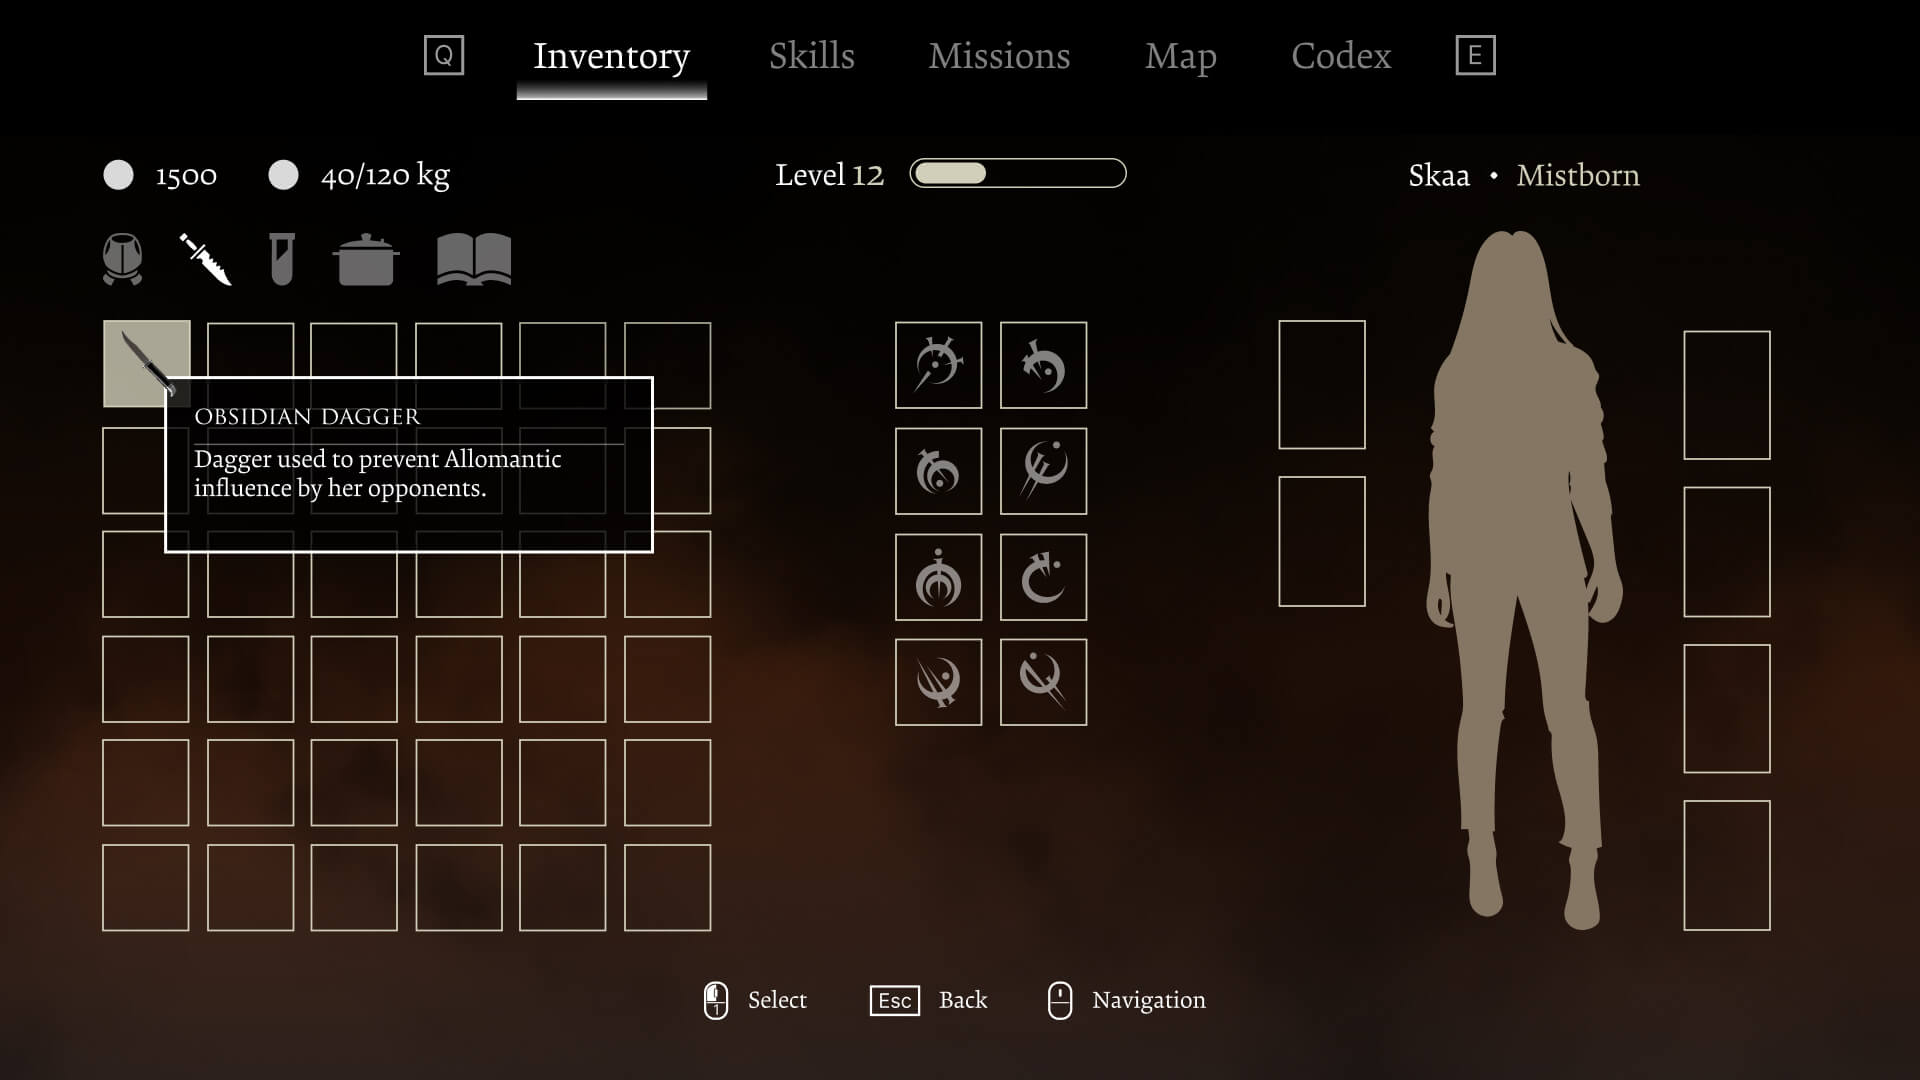 Q Inventory Skills Missions Map Codex E
1500 40/120 kg Level 12 Skaa • Mistborn
OBSIDIAN DAGGER
Dagger used to prevent Allomantic
influence by her opponents.
1 Select Esc Back Navigation